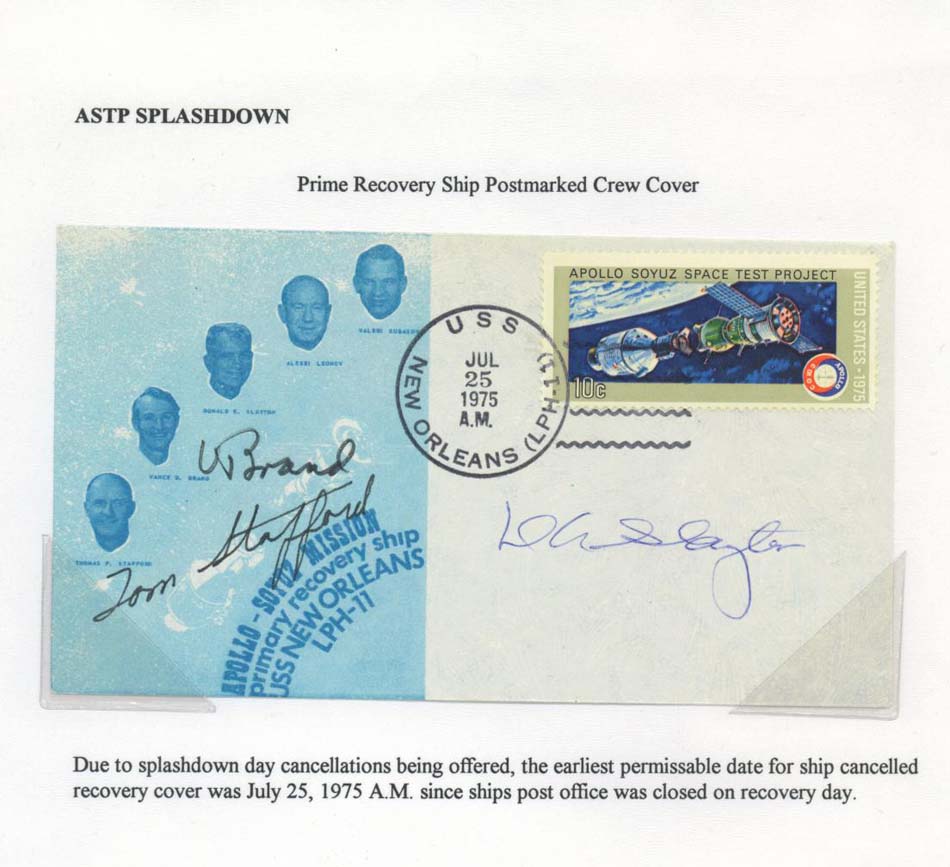 ASTP SPLASHDOWN
Prime Recovery Ship Postmarked Crew Cover
VALERI KUBASOV
ALEXEI LEONOV
DONALD K. SLAYTON
VANCE D. BRAND
THOMAS P. STAFFORD
VBrand
Tom Stafford
APOLLO - SOYUZ MISSION
primary recovery ship
USS NEW ORLEANS
LPH-11
USS
JUL
25
1975
A.M.
NEW ORLEANS (LPH-11)
APOLLO SOYUZ SPACE TEST PROJECT
UNITED STATES - 1975
10c
APOLLO
СОЮЗ
DK Slayton
Due to splashdown day cancellations being offered, the earliest permissable date for ship cancelled
recovery cover was July 25, 1975 A.M. since ships post office was closed on recovery day.